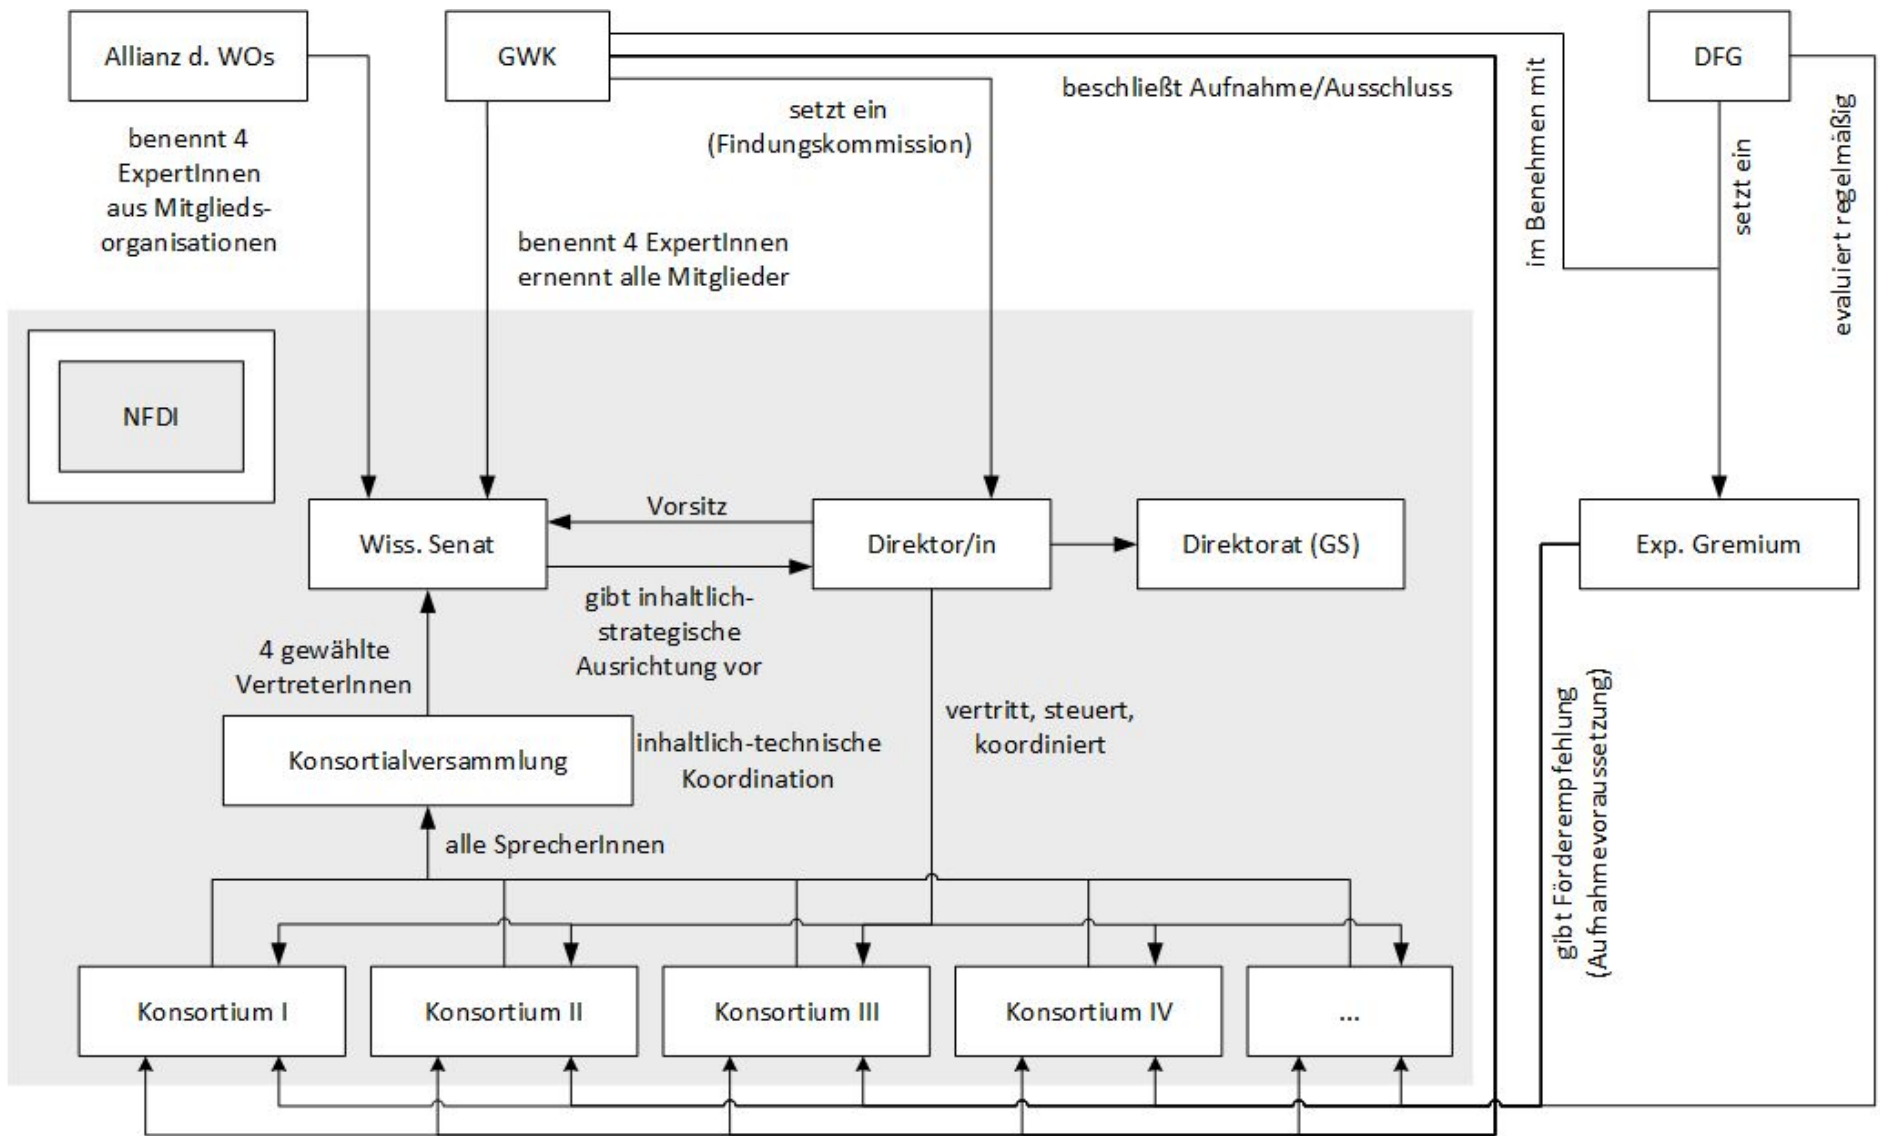 Allianz d. WOs
GWK
DFG
beschließt Aufnahme/Ausschluss
setzt ein
(Findungskommission)
benennt 4
ExpertInnen
aus Mitglieds-
organisationen
benennt 4 ExpertInnen
ernennt alle Mitglieder
im Benehmen mit
setzt ein
evaluiert regelmäßig
NFDI
Vorsitz
Wiss. Senat
Direktor/in
Direktorat (GS)
Exp. Gremium
gibt inhaltlich-
strategische
Ausrichtung vor
4 gewählte
VertreterInnen
vertritt, steuert,
koordiniert
Konsortialversammlung
inhaltlich-technische
Koordination
gibt Förderempfehlung
(Aufnahmevoraussetzung)
alle SprecherInnen
Konsortium I
Konsortium II
Konsortium III
Konsortium IV
...